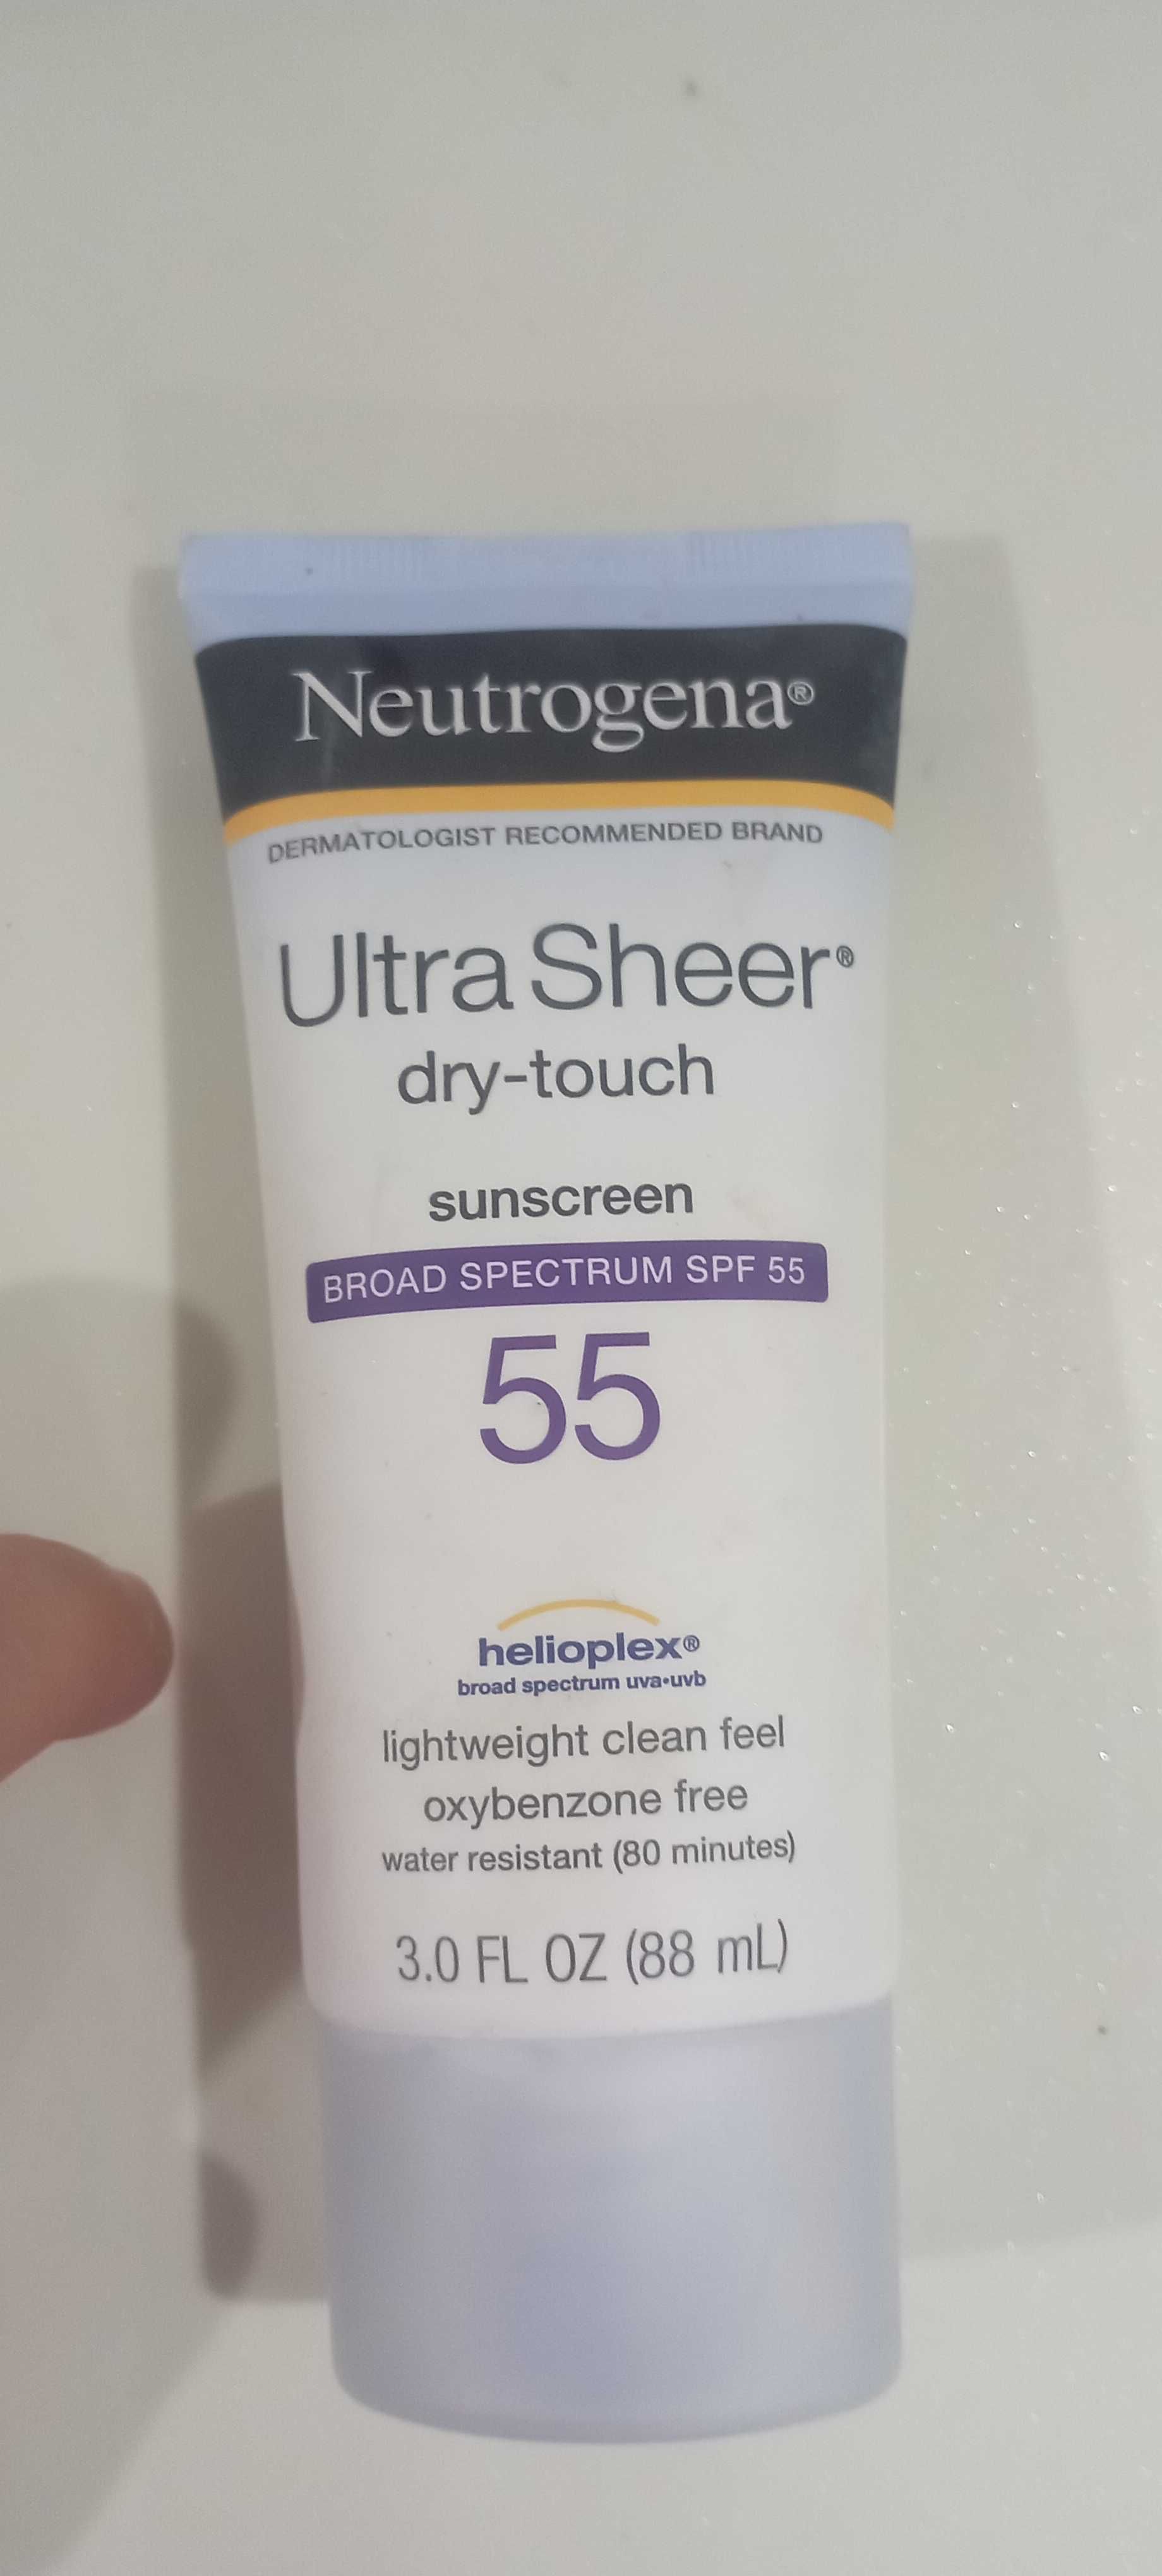 Neutrogena®
DERMATOLOGIST RECOMMENDED BRAND
Ultra Sheer®
dry-touch
sunscreen
BROAD SPECTRUM SPF 55
55
helioplex®
broad spectrum uva•uvb
lightweight clean feel
oxybenzone free
water resistant (80 minutes)
3.0 FL OZ (88 mL)